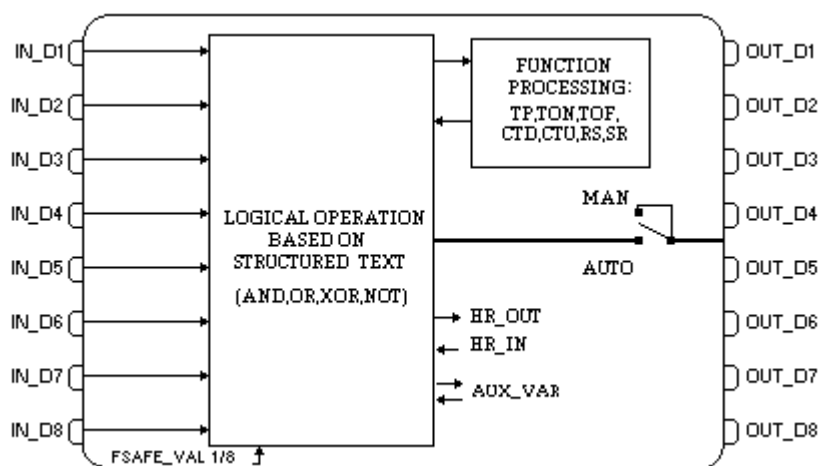 IN_D1
IN_D2
IN_D3
IN_D4
IN_D5
IN_D6
IN_D7
IN_D8
FSAFE_VAL 1/8
LOGICAL OPERATION
BASED ON
STRUCTURED TEXT
(AND,OR,XOR,NOT)
FUNCTION
PROCESSING:
TP,TON,TOF,
CTD,CTU,RS,SR
MAN
AUTO
HR_OUT
HR_IN
AUX_VAR
OUT_D1
OUT_D2
OUT_D3
OUT_D4
OUT_D5
OUT_D6
OUT_D7
OUT_D8